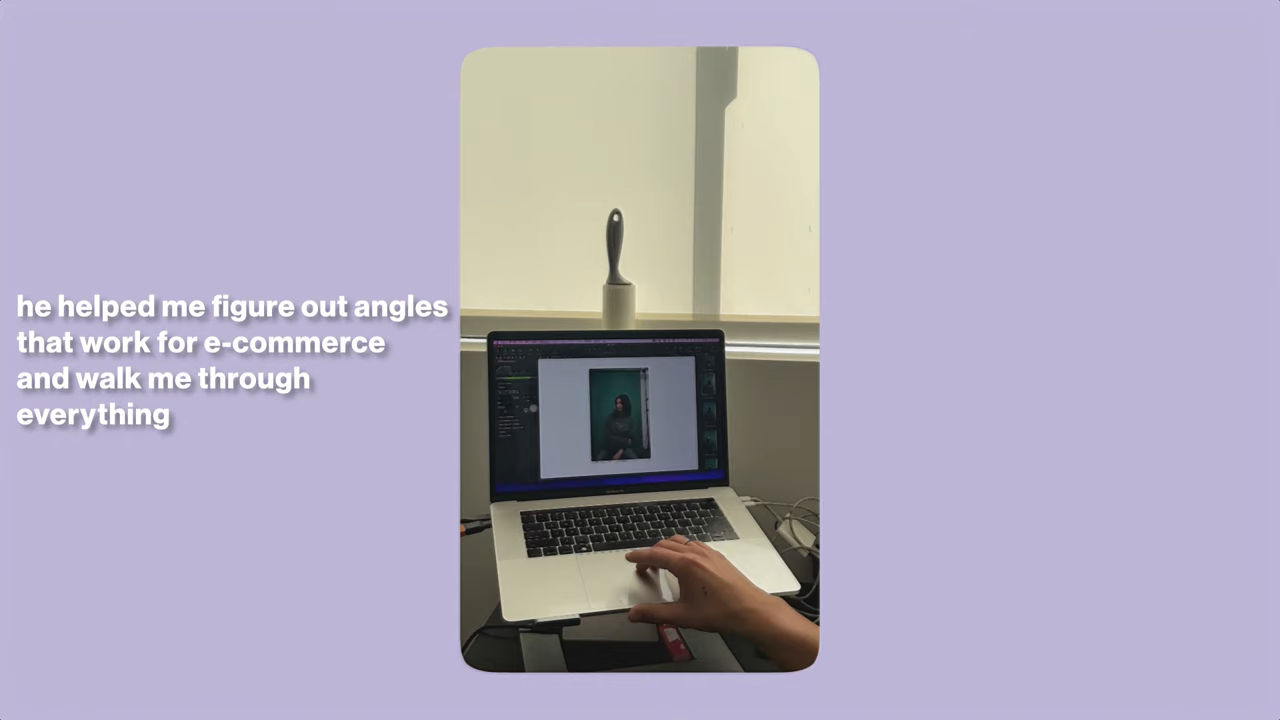 he helped me figure out angles
that work for e-commerce
and walk me through
everything